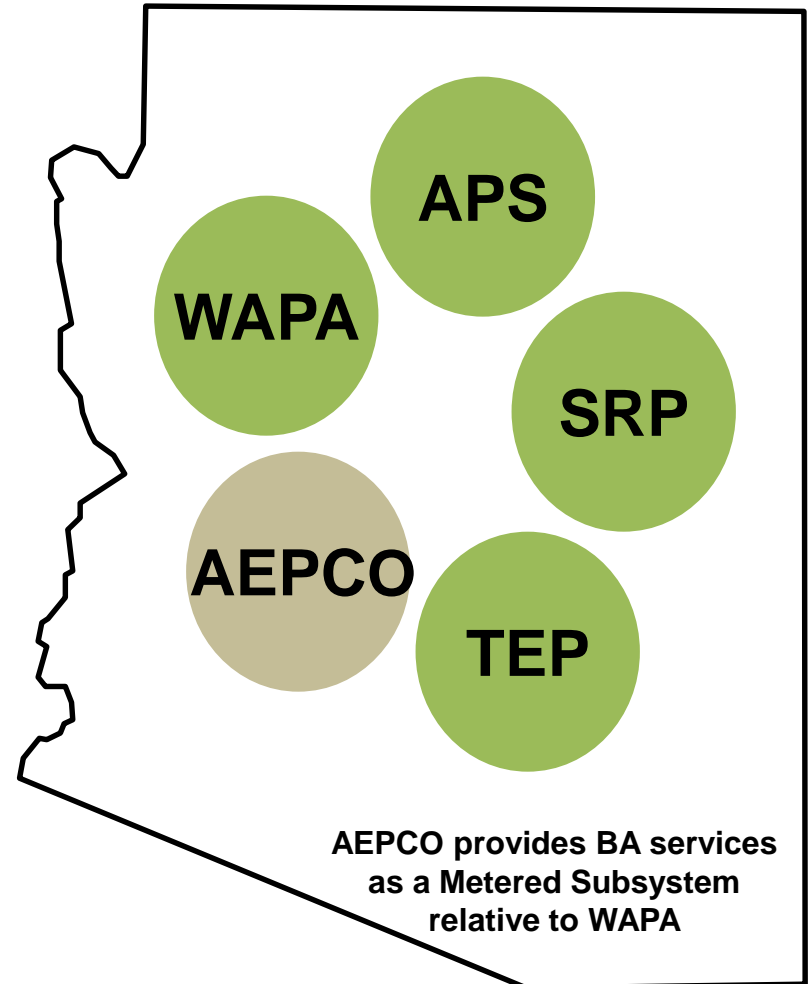 APS
WAPA
SRP
AEPCO
TEP
AEPCO provides BA services
as a Metered Subsystem
relative to WAPA